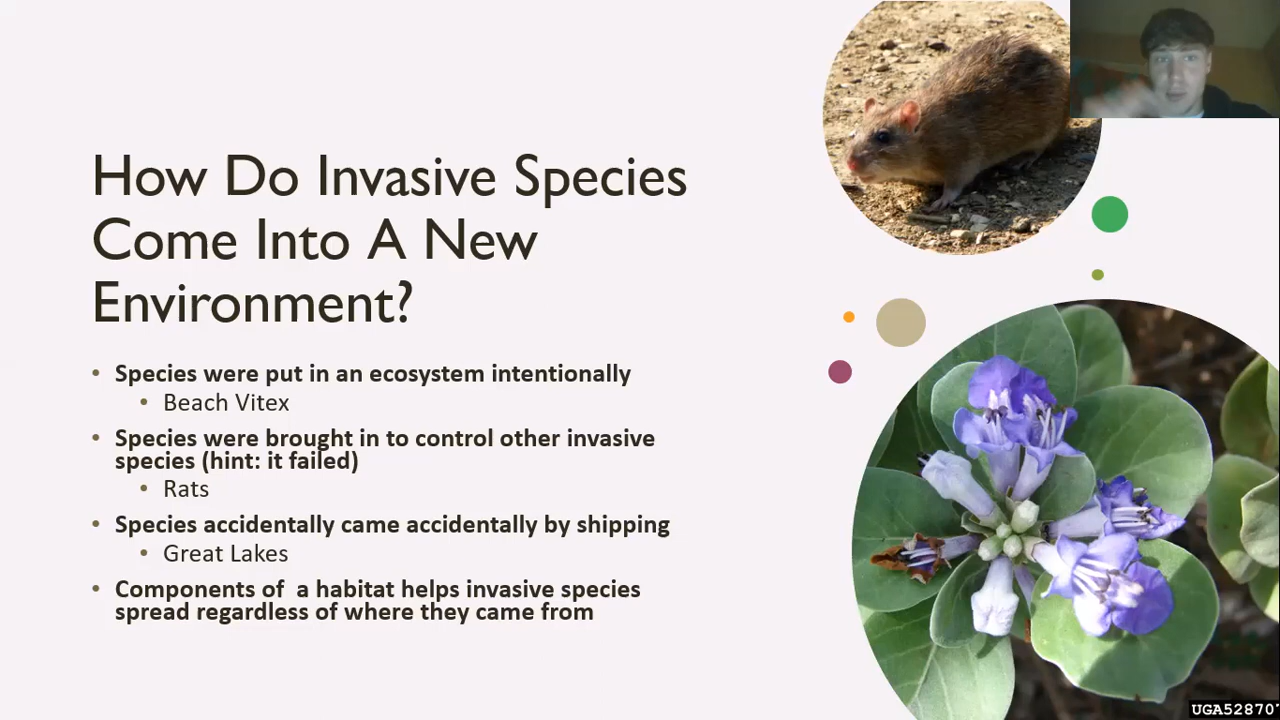 How Do Invasive Species
Come Into A New
Environment?
• Species were put in an ecosystem intentionally
• Beach Vitex
• Species were brought in to control other invasive
species (hint: it failed)
• Rats
• Species accidentally came accidentally by shipping
• Great Lakes
• Components of  a habitat helps invasive species
spread regardless of where they came from